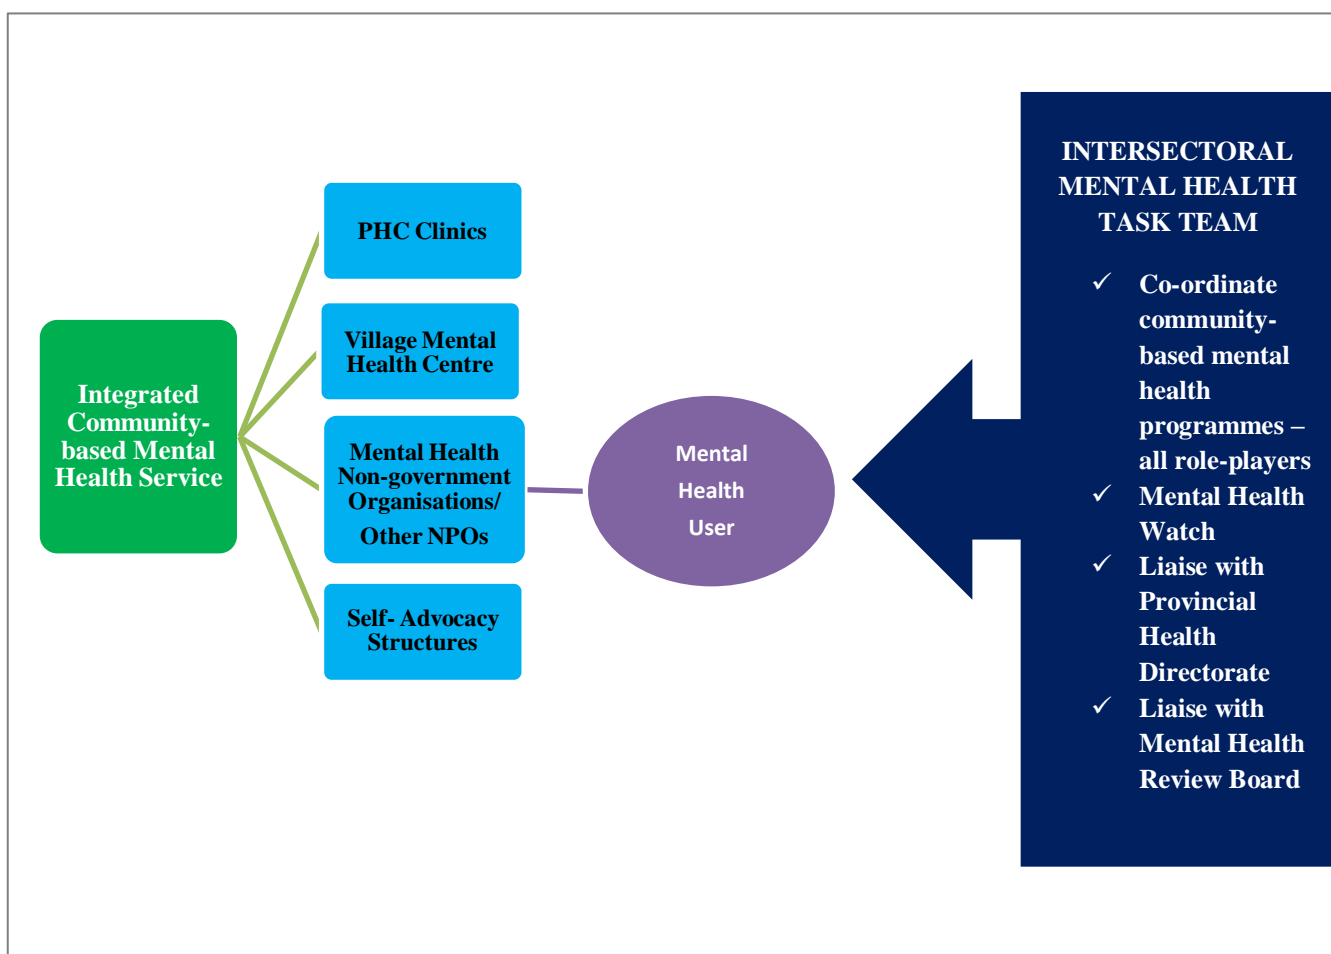 Integrated
Community-
based Mental
Health Service
PHC Clinics
Village Mental
Health Centre
Mental Health
Non-government
Organisations/
Other NPOs
Self- Advocacy
Structures
Mental
Health
User
INTERSECTORAL
MENTAL HEALTH
TASK TEAM
✓ Co-ordinate
community-
based mental
health
programmes –
all role-players
✓ Mental Health
Watch
✓ Liaise with
Provincial
Health
Directorate
✓ Liaise with
Mental Health
Review Board